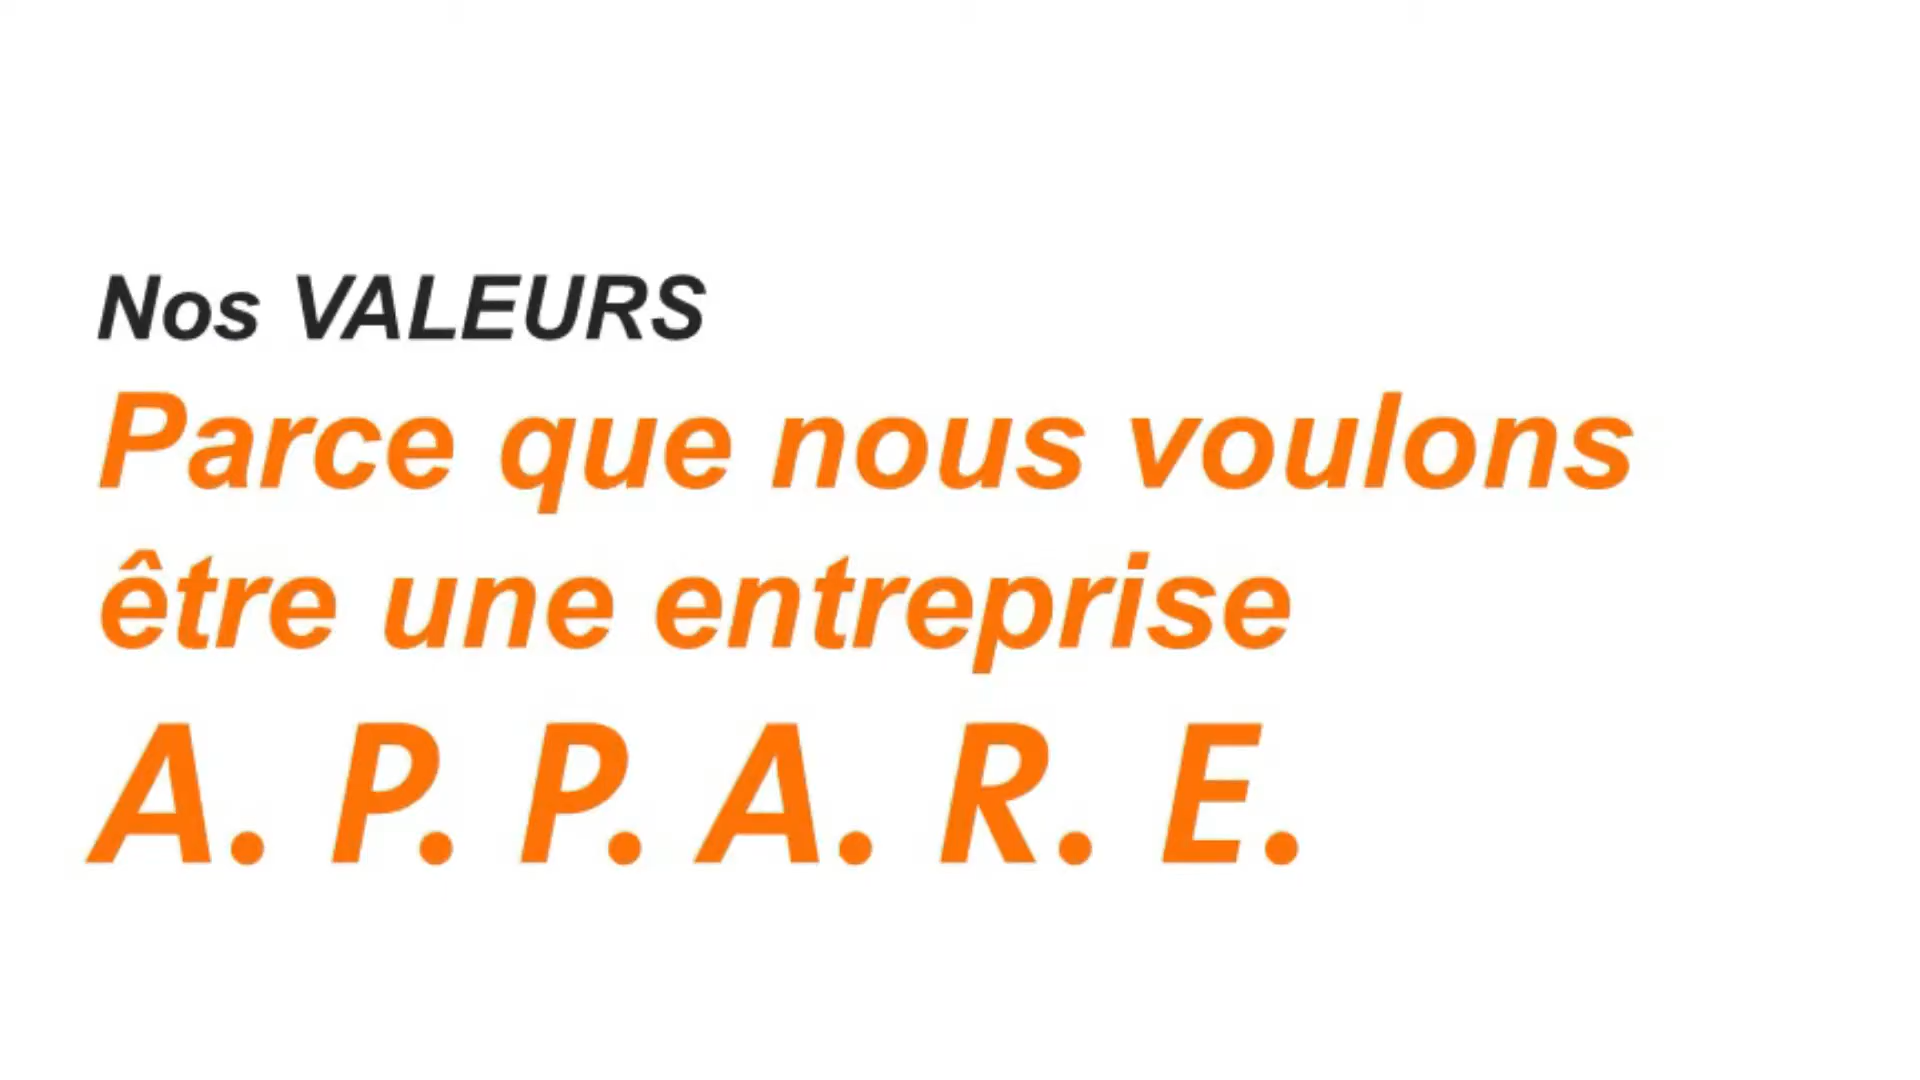 Nos VALEURS
Parce que nous voulons
être une entreprise
A. P. P. A. R. E.